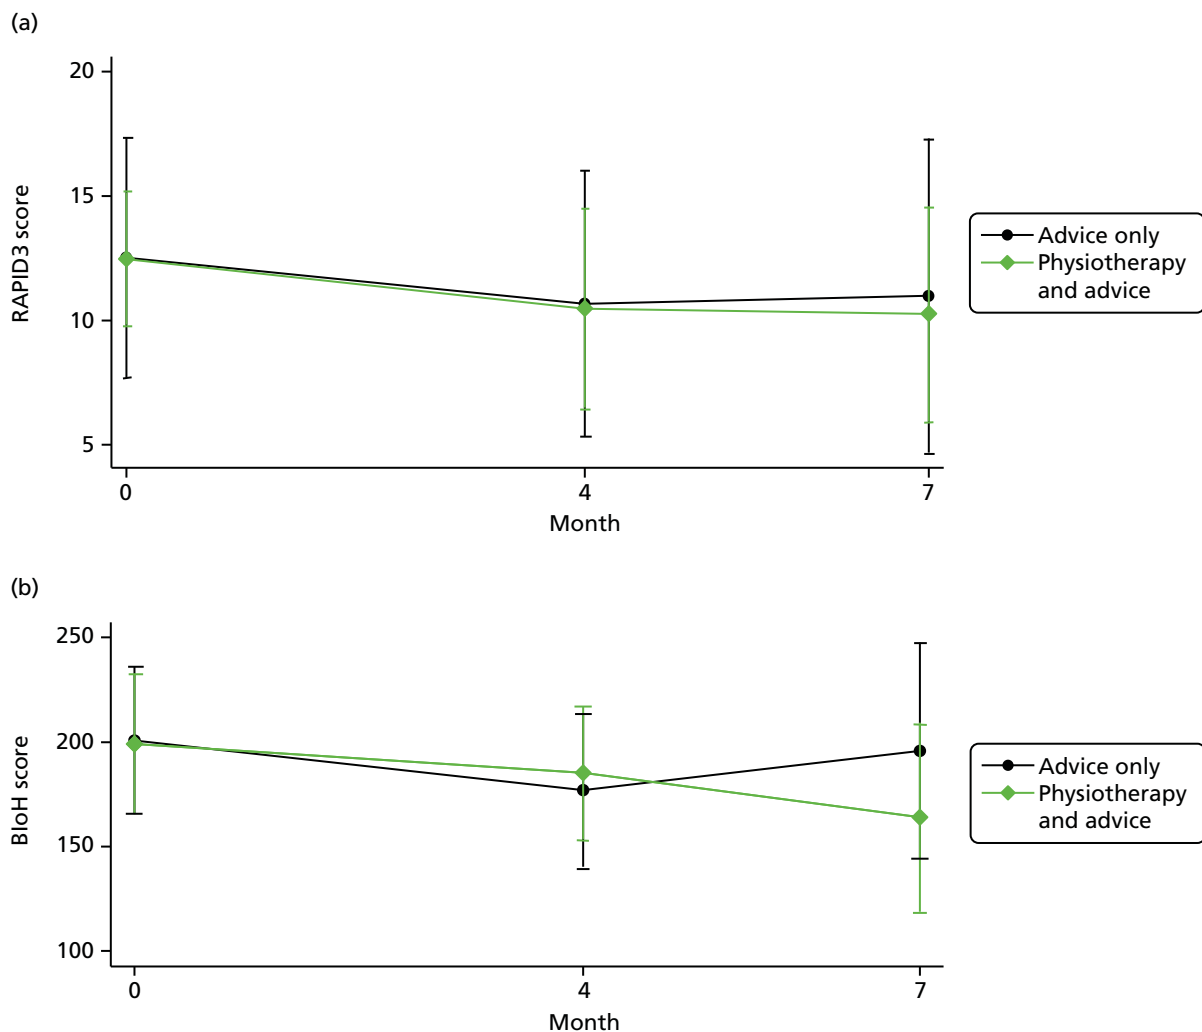 (a)
20
15
10
5
RAPID3 score
0
4
7
Month
Advice only
Physiotherapy
and advice
(b)
250
200
150
100
BIoH score
0
4
7
Month
Advice only
Physiotherapy
and advice